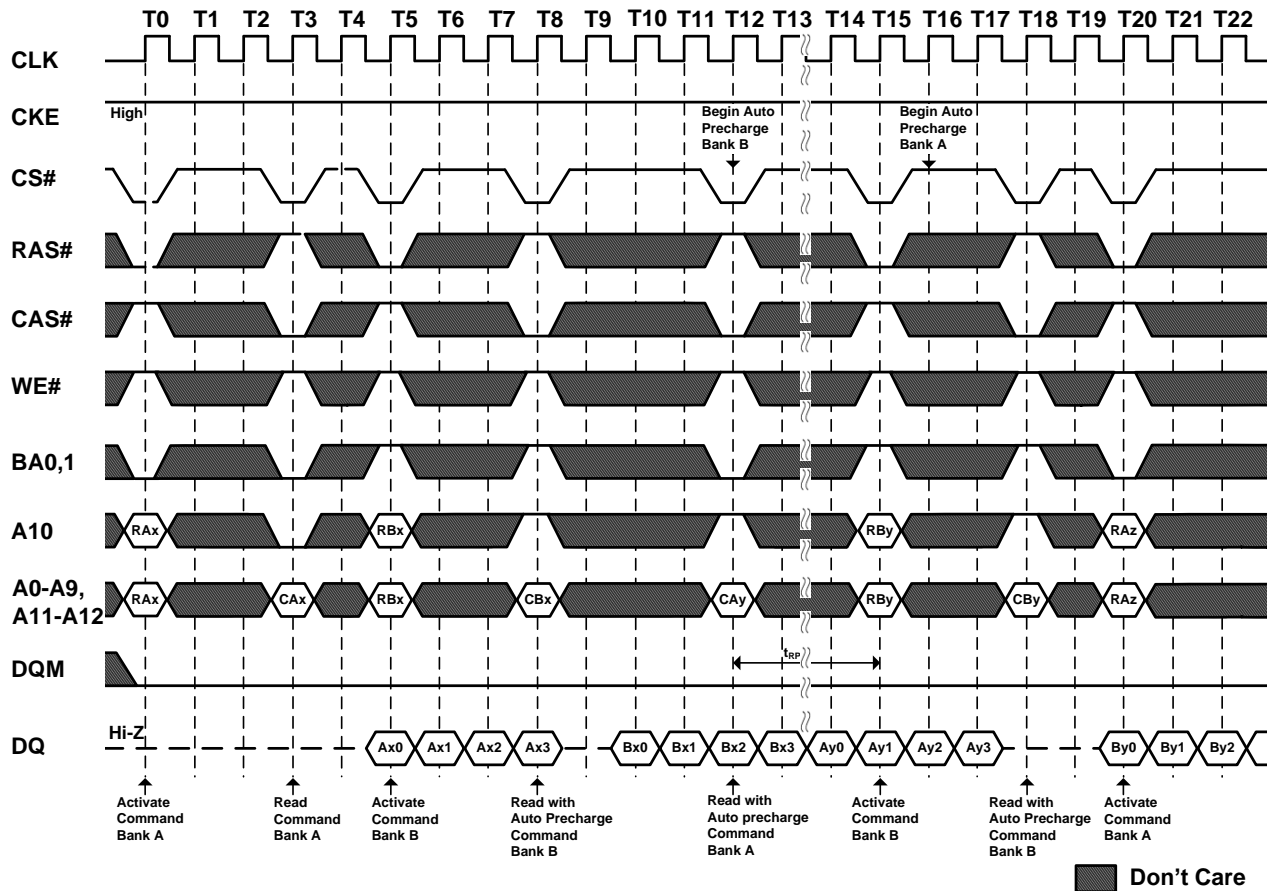 T0 T1 T2 T3 T4 T5 T6 T7 T8 T9 T10 T11 T12 T13 T14 T15 T16 T17 T18 T19 T20 T21 T22
CLK
CKE
High
Begin Auto
Precharge
Bank B
Begin Auto
Precharge
Bank A
CS#
RAS#
CAS#
WE#
BA0,1
A10
RAx RBx RBy RAz
A0-A9,
A11-A12
RAx CAx RBx CBx CAy RBy CBy RAz
DQM
tRP
DQ
Hi-Z
Ax0 Ax1 Ax2 Ax3 Bx0 Bx1 Bx2 Bx3 Ay0 Ay1 Ay2 Ay3 By0 By1 By2
Activate
Command
Bank A
Read
Command
Bank A
Activate
Command
Bank B
Read with
Auto Precharge
Command
Bank B
Read with
Auto precharge
Command
Bank A
Activate
Command
Bank B
Read with
Auto Precharge
Command
Bank B
Activate
Command
Bank A
Don't Care